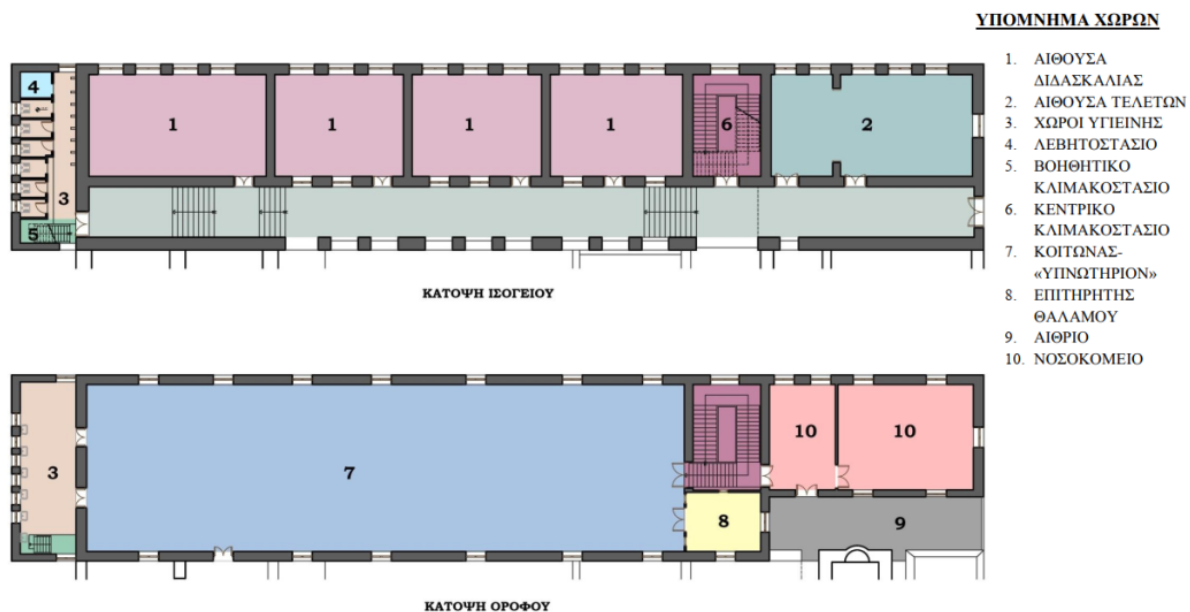 ΥΠΟΜΝΗΜΑ ΧΩΡΩΝ
1. ΑΙΘΟΥΣΑ
ΔΙΔΑΣΚΑΛΙΑΣ
2. ΑΙΘΟΥΣΑ ΤΕΛΕΤΩΝ
3. ΧΩΡΟΙ ΥΓΙΕΙΝΗΣ
4. ΛΕΒΗΤΟΣΤΑΣΙΟ
5. ΒΟΗΘΗΤΙΚΟ
ΚΛΙΜΑΚΟΣΤΑΣΙΟ
6. ΚΕΝΤΡΙΚΟ
ΚΛΙΜΑΚΟΣΤΑΣΙΟ
7. ΚΟΙΤΩΝΑΣ-
«ΥΠΝΩΤΗΡΙΟΝ»
8. ΕΠΙΤΗΡΗΤΗΣ
ΘΑΛΑΜΟΥ
9. ΑΙΘΡΙΟ
10. ΝΟΣΟΚΟΜΕΙΟ
4
1 1 1 1 6 2
3
5
ΚΑΤΟΨΗ ΙΣΟΓΕΙΟΥ
10 10
3 7
8 9
ΚΑΤΟΨΗ ΟΡΟΦΟΥ